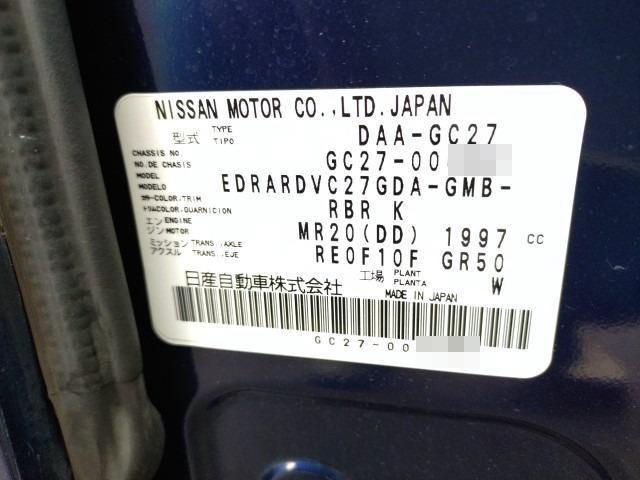 NISSAN MOTOR CO.,LTD.JAPAN
型式 TYPE TIPO DAA-GC27
CHASSIS NO. NO.DE CHASIS GC27-00
MODEL MODELO EDRARDVC27GDA-GMB-
カラー COLOR,TRIM トリム COLOR,GUARNICION RBR K
エンジン ENGINE MOTOR MR20(DD) 1997 CC
ミッション TRANS.,AXLE アクスル TRANS.,EJE RE0F10F GR50
工場 PLANT PLANTA W
日産自動車株式会社 MADE IN JAPAN
GC27-00